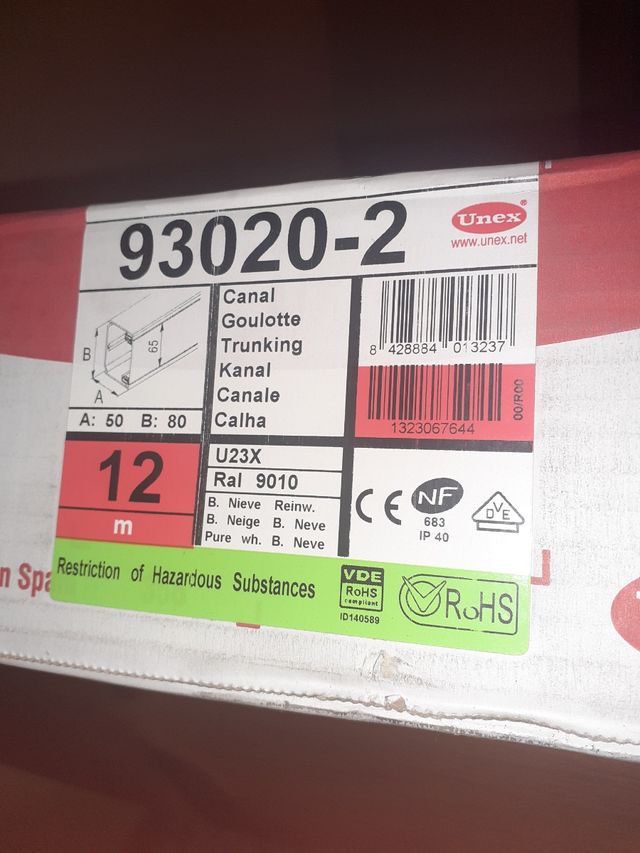 93020-2
Unex®
www.unex.net
B
65
A
A: 50 B: 80
Canal
Goulotte
Trunking
Kanal
Canale
Calha
8 428884 013237
1323067644
00/R00
12
m
U23X
Ral 9010
B. Nieve Reinw.
B. Neige B. Neve
Pure wh. B. Neve
CE
NF
683
IP 40
DVE
n Spa
Restriction of Hazardous Substances
VDE
RoHS
compliant
ID140589
RoHS